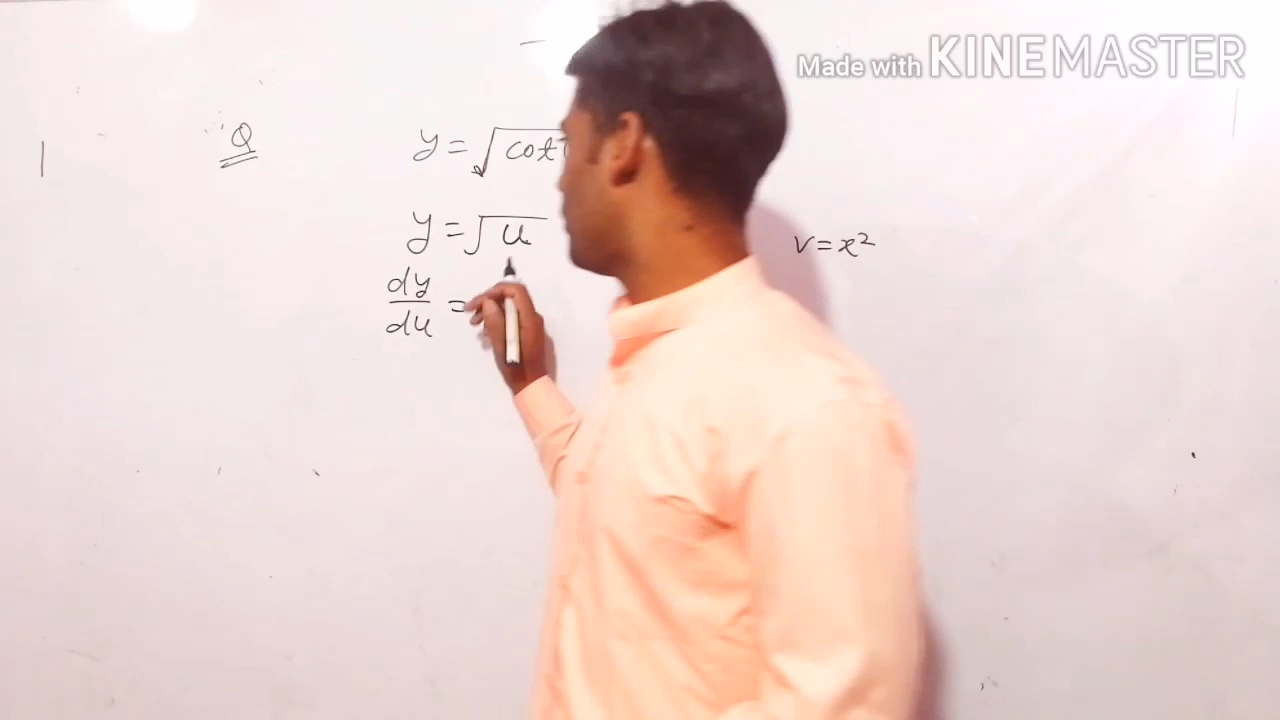 Made with KINEMASTER
Q y = √cot
y = √u
v = x²
dy/du =